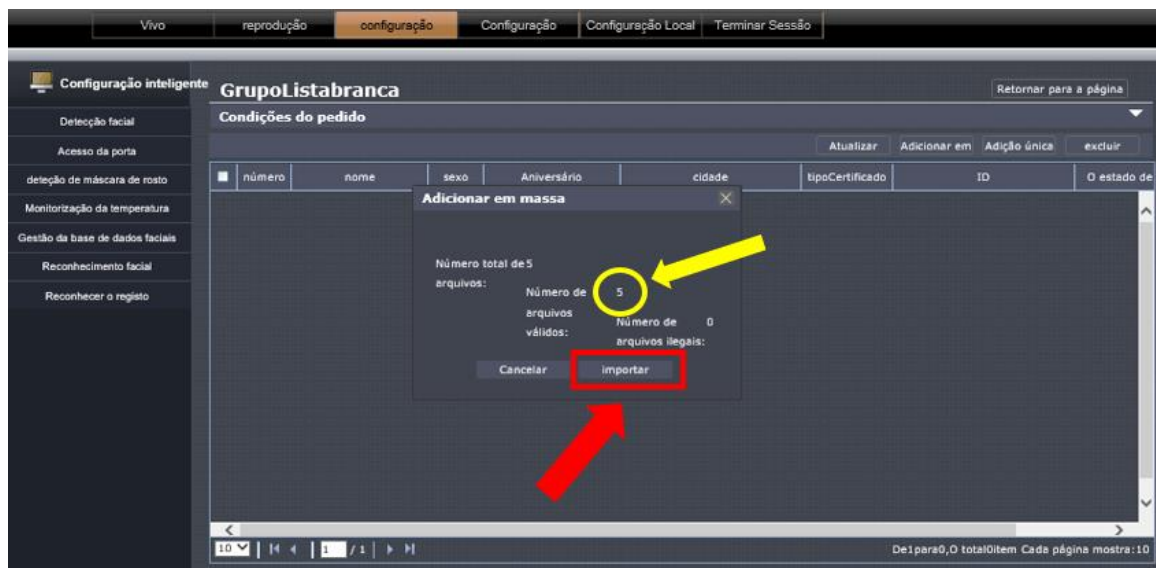 Vivo reprodução configuração Configuração Configuração Local Terminar Sessão
Configuração inteligente
GrupoListabranca
Retornar para a página
Detecção facial
Condições do pedido
Acesso da porta
Atualizar Adicionar em Adição única excluir
deteção de máscara de rosto
número nome sexo Aniversário cidade tipoCertificado ID O estado de
Monitorização da temperatura
Gestão da base de dados faciais
Reconhecimento facial
Reconhecer o registo
Adicionar em massa
Número total de 5
arquivos:
Número de 5
arquivos
válidos:
Número de 0
arquivos ilegais:
Cancelar importar
10 1 / 1
De1para0,O total0item Cada página mostra:10